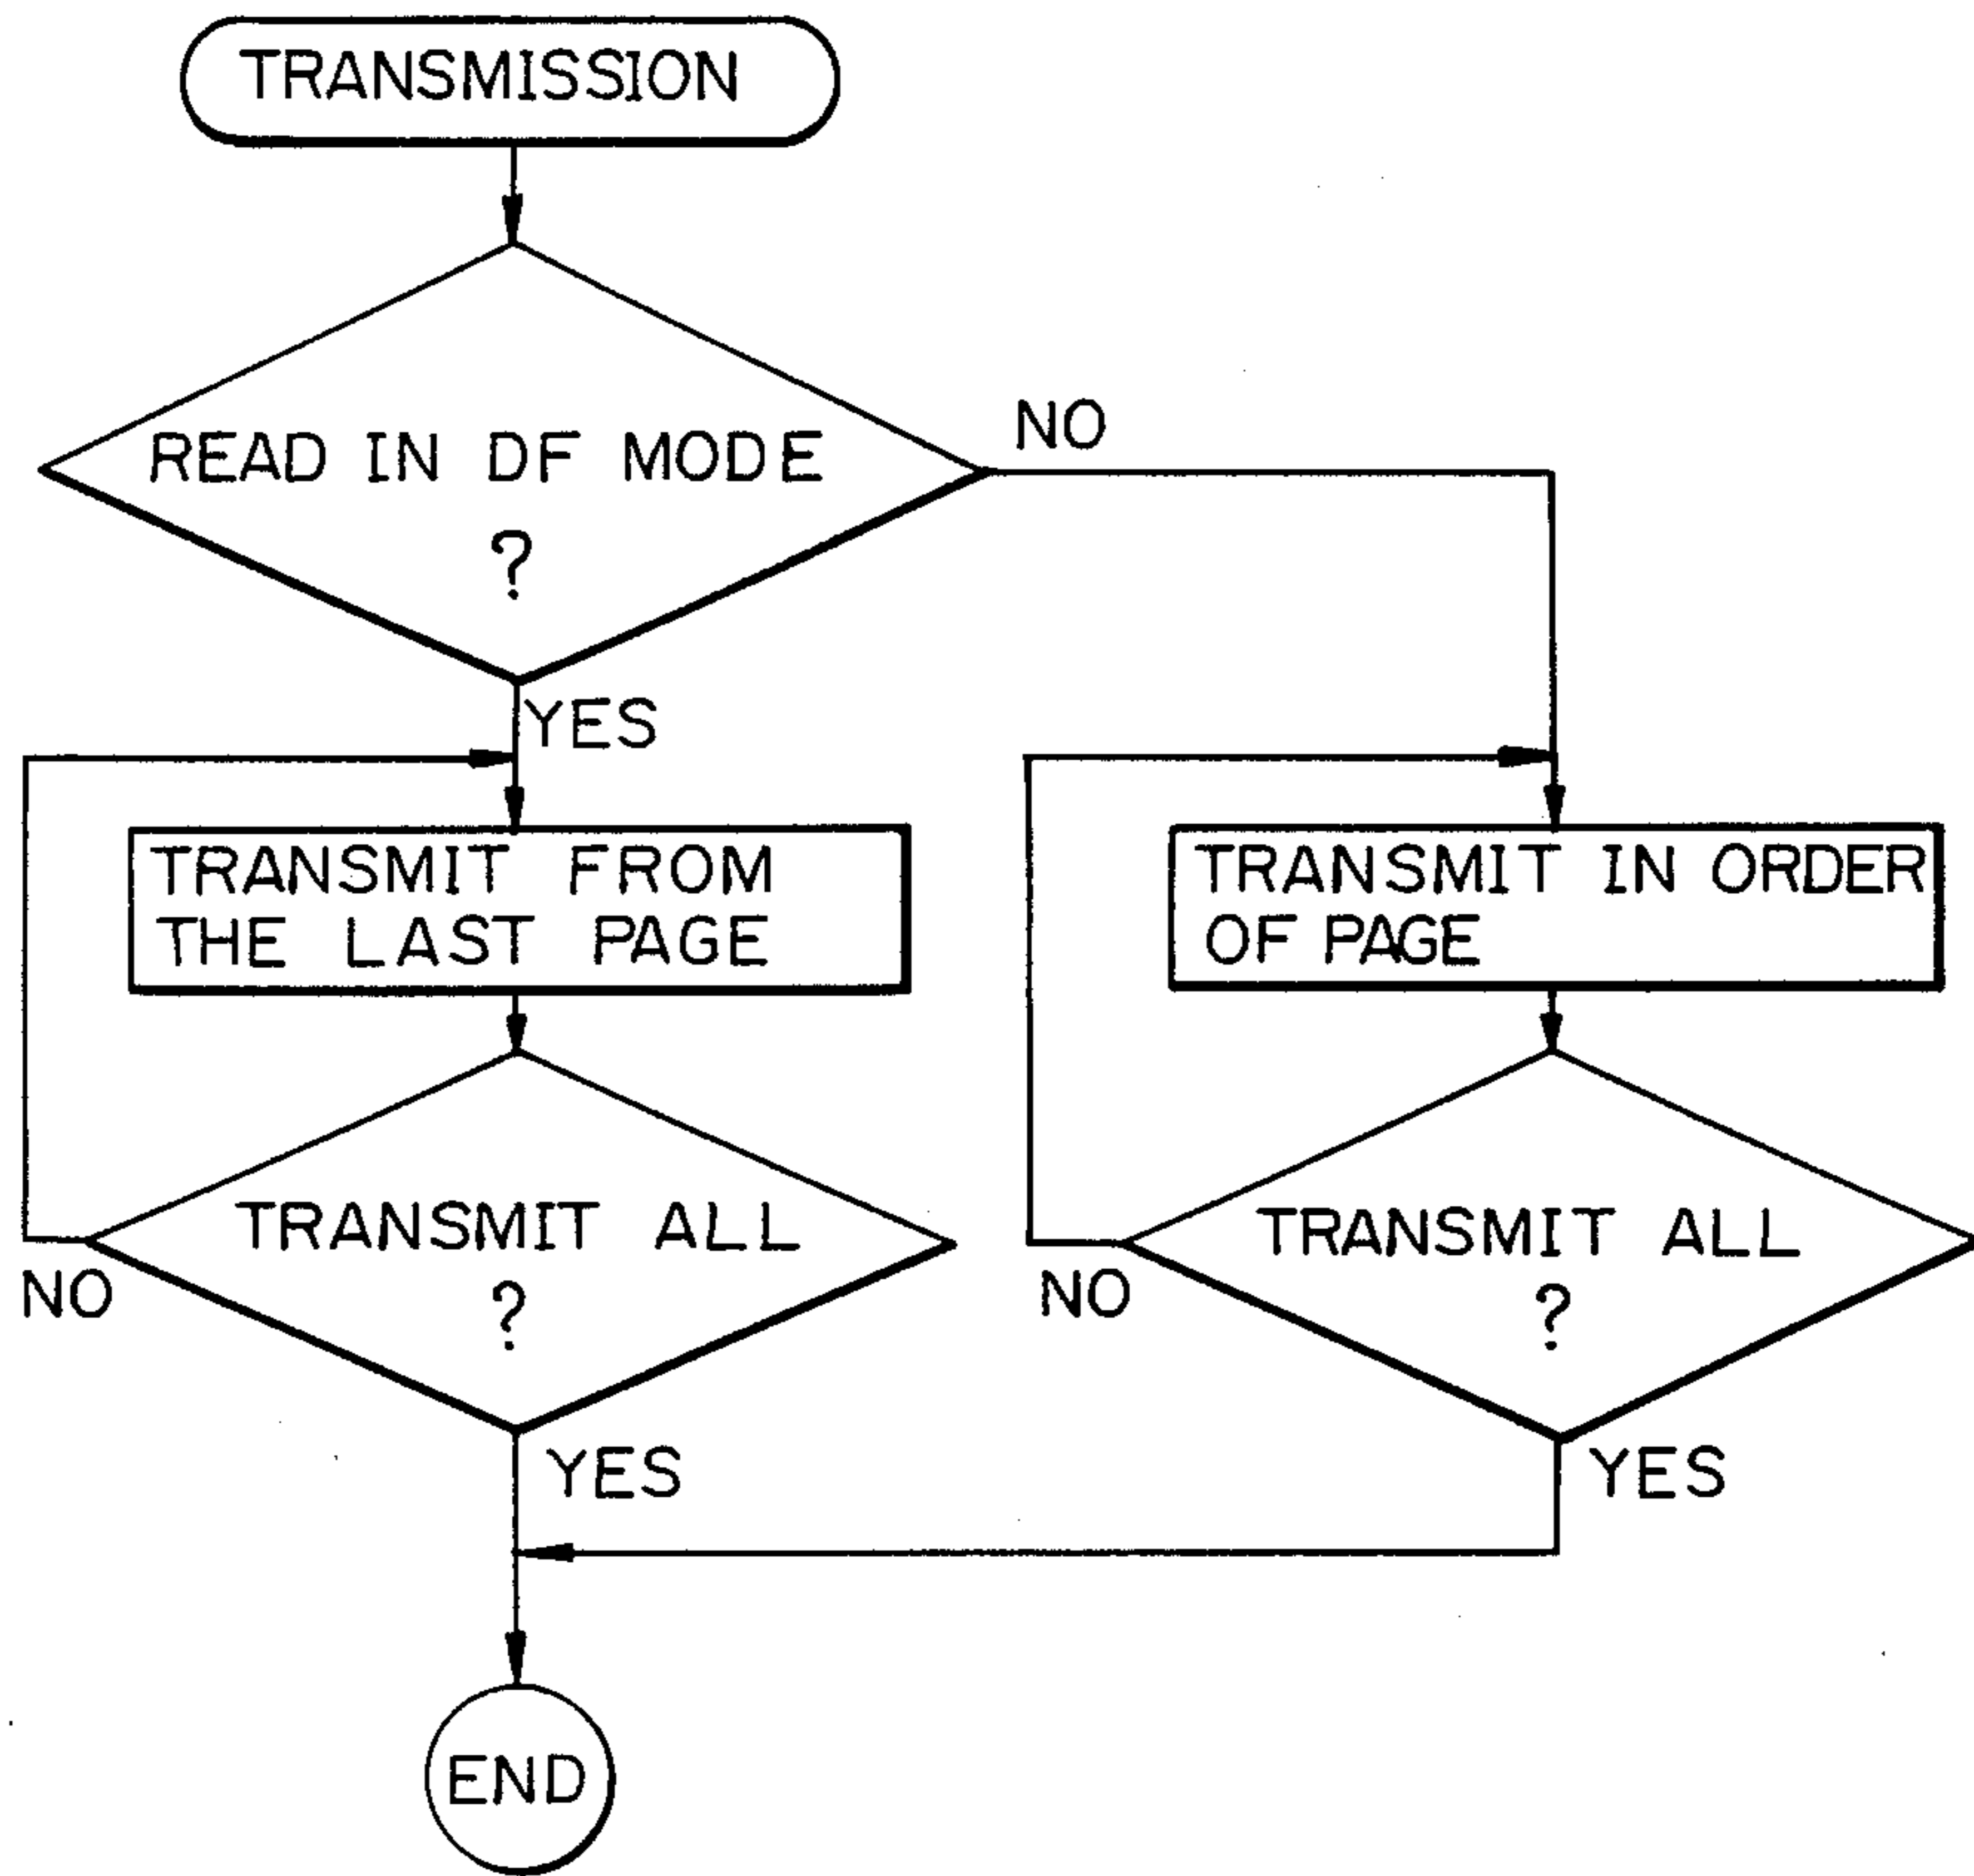 TRANSMISSION
READ IN DF MODE
?
NO
YES
TRANSMIT FROM
THE LAST PAGE
TRANSMIT IN ORDER
OF PAGE
TRANSMIT ALL
?
NO
YES
TRANSMIT ALL
?
NO
YES
END